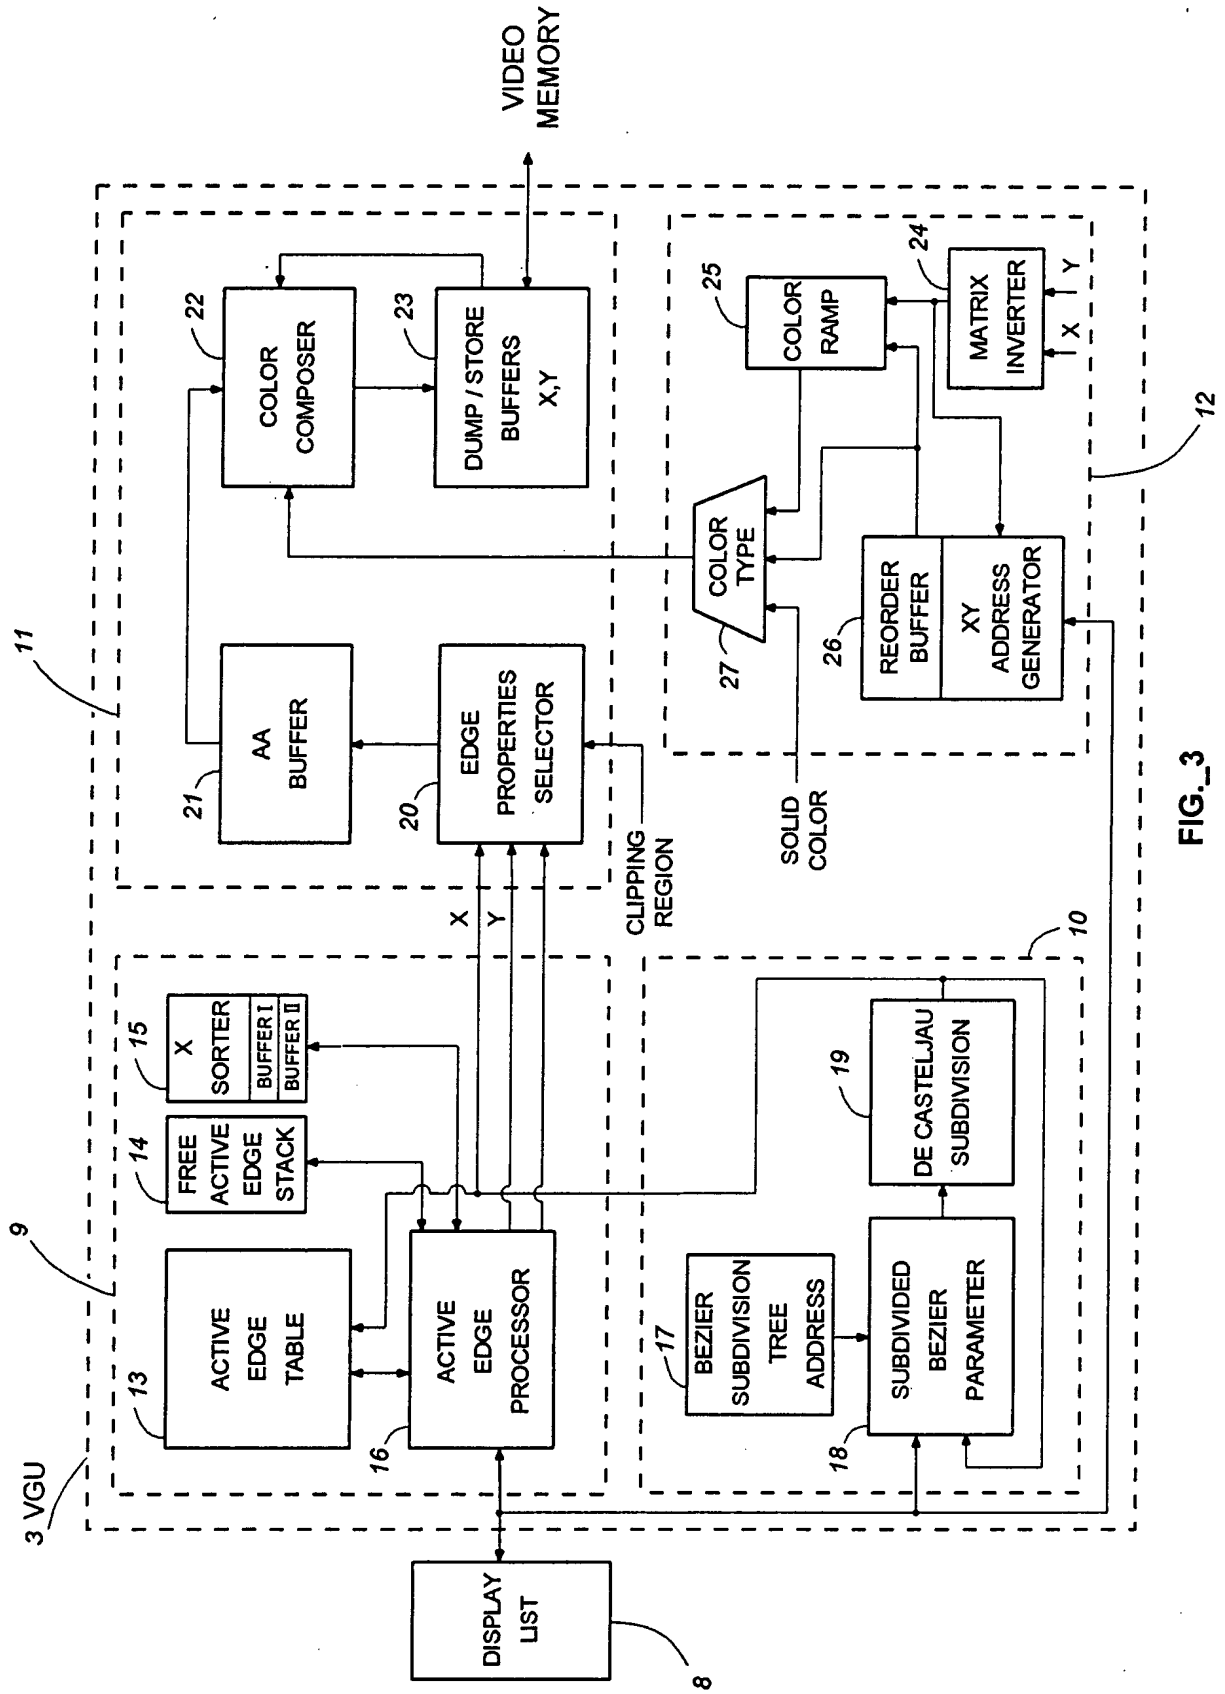 3 VGU
9
11
13
ACTIVE
EDGE
TABLE
14
FREE
ACTIVE
EDGE
STACK
15
X
SORTER
BUFFER I
BUFFER II
16
ACTIVE
EDGE
PROCESSOR
X
Y
21
AA
BUFFER
20
EDGE
PROPERTIES
SELECTOR
CLIPPING
REGION
22
COLOR
COMPOSER
23
DUMP / STORE
BUFFERS
X,Y
VIDEO
MEMORY
DISPLAY
LIST
8
17
BEZIER
SUBDIVISION
TREE
ADDRESS
18
SUBDIVIDED
BEZIER
PARAMETER
19
DE CASTELJAU
SUBDIVISION
10
SOLID
COLOR
27
COLOR
TYPE
25
COLOR
RAMP
26
REORDER
BUFFER
XY
ADDRESS
GENERATOR
24
MATRIX
INVERTER
X
Y
12
FIG._3